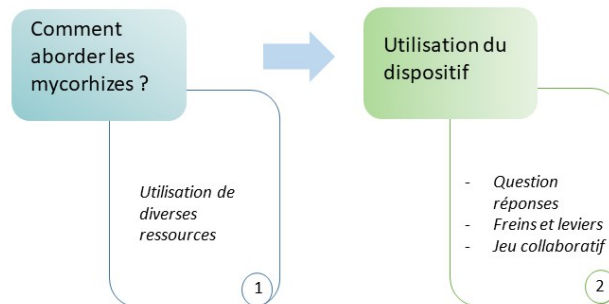 Comment
aborder les
mycorhizes ?
Utilisation de
diverses
ressources
1
Utilisation du
dispositif
- Question
réponses
- Freins et leviers
- Jeu collaboratif
2